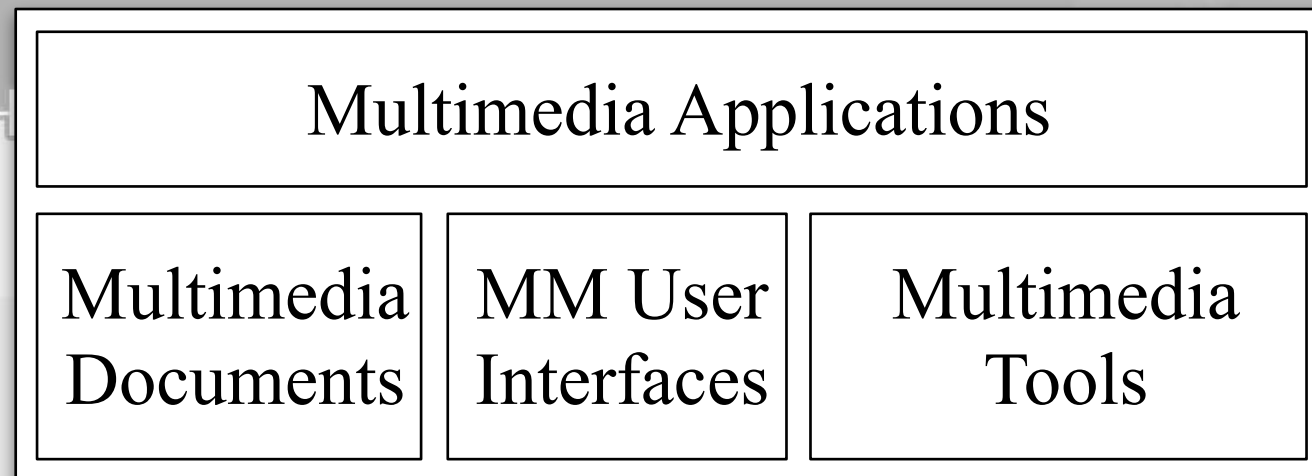 Multimedia Applications
Multimedia
Documents
MM User
Interfaces
Multimedia
Tools